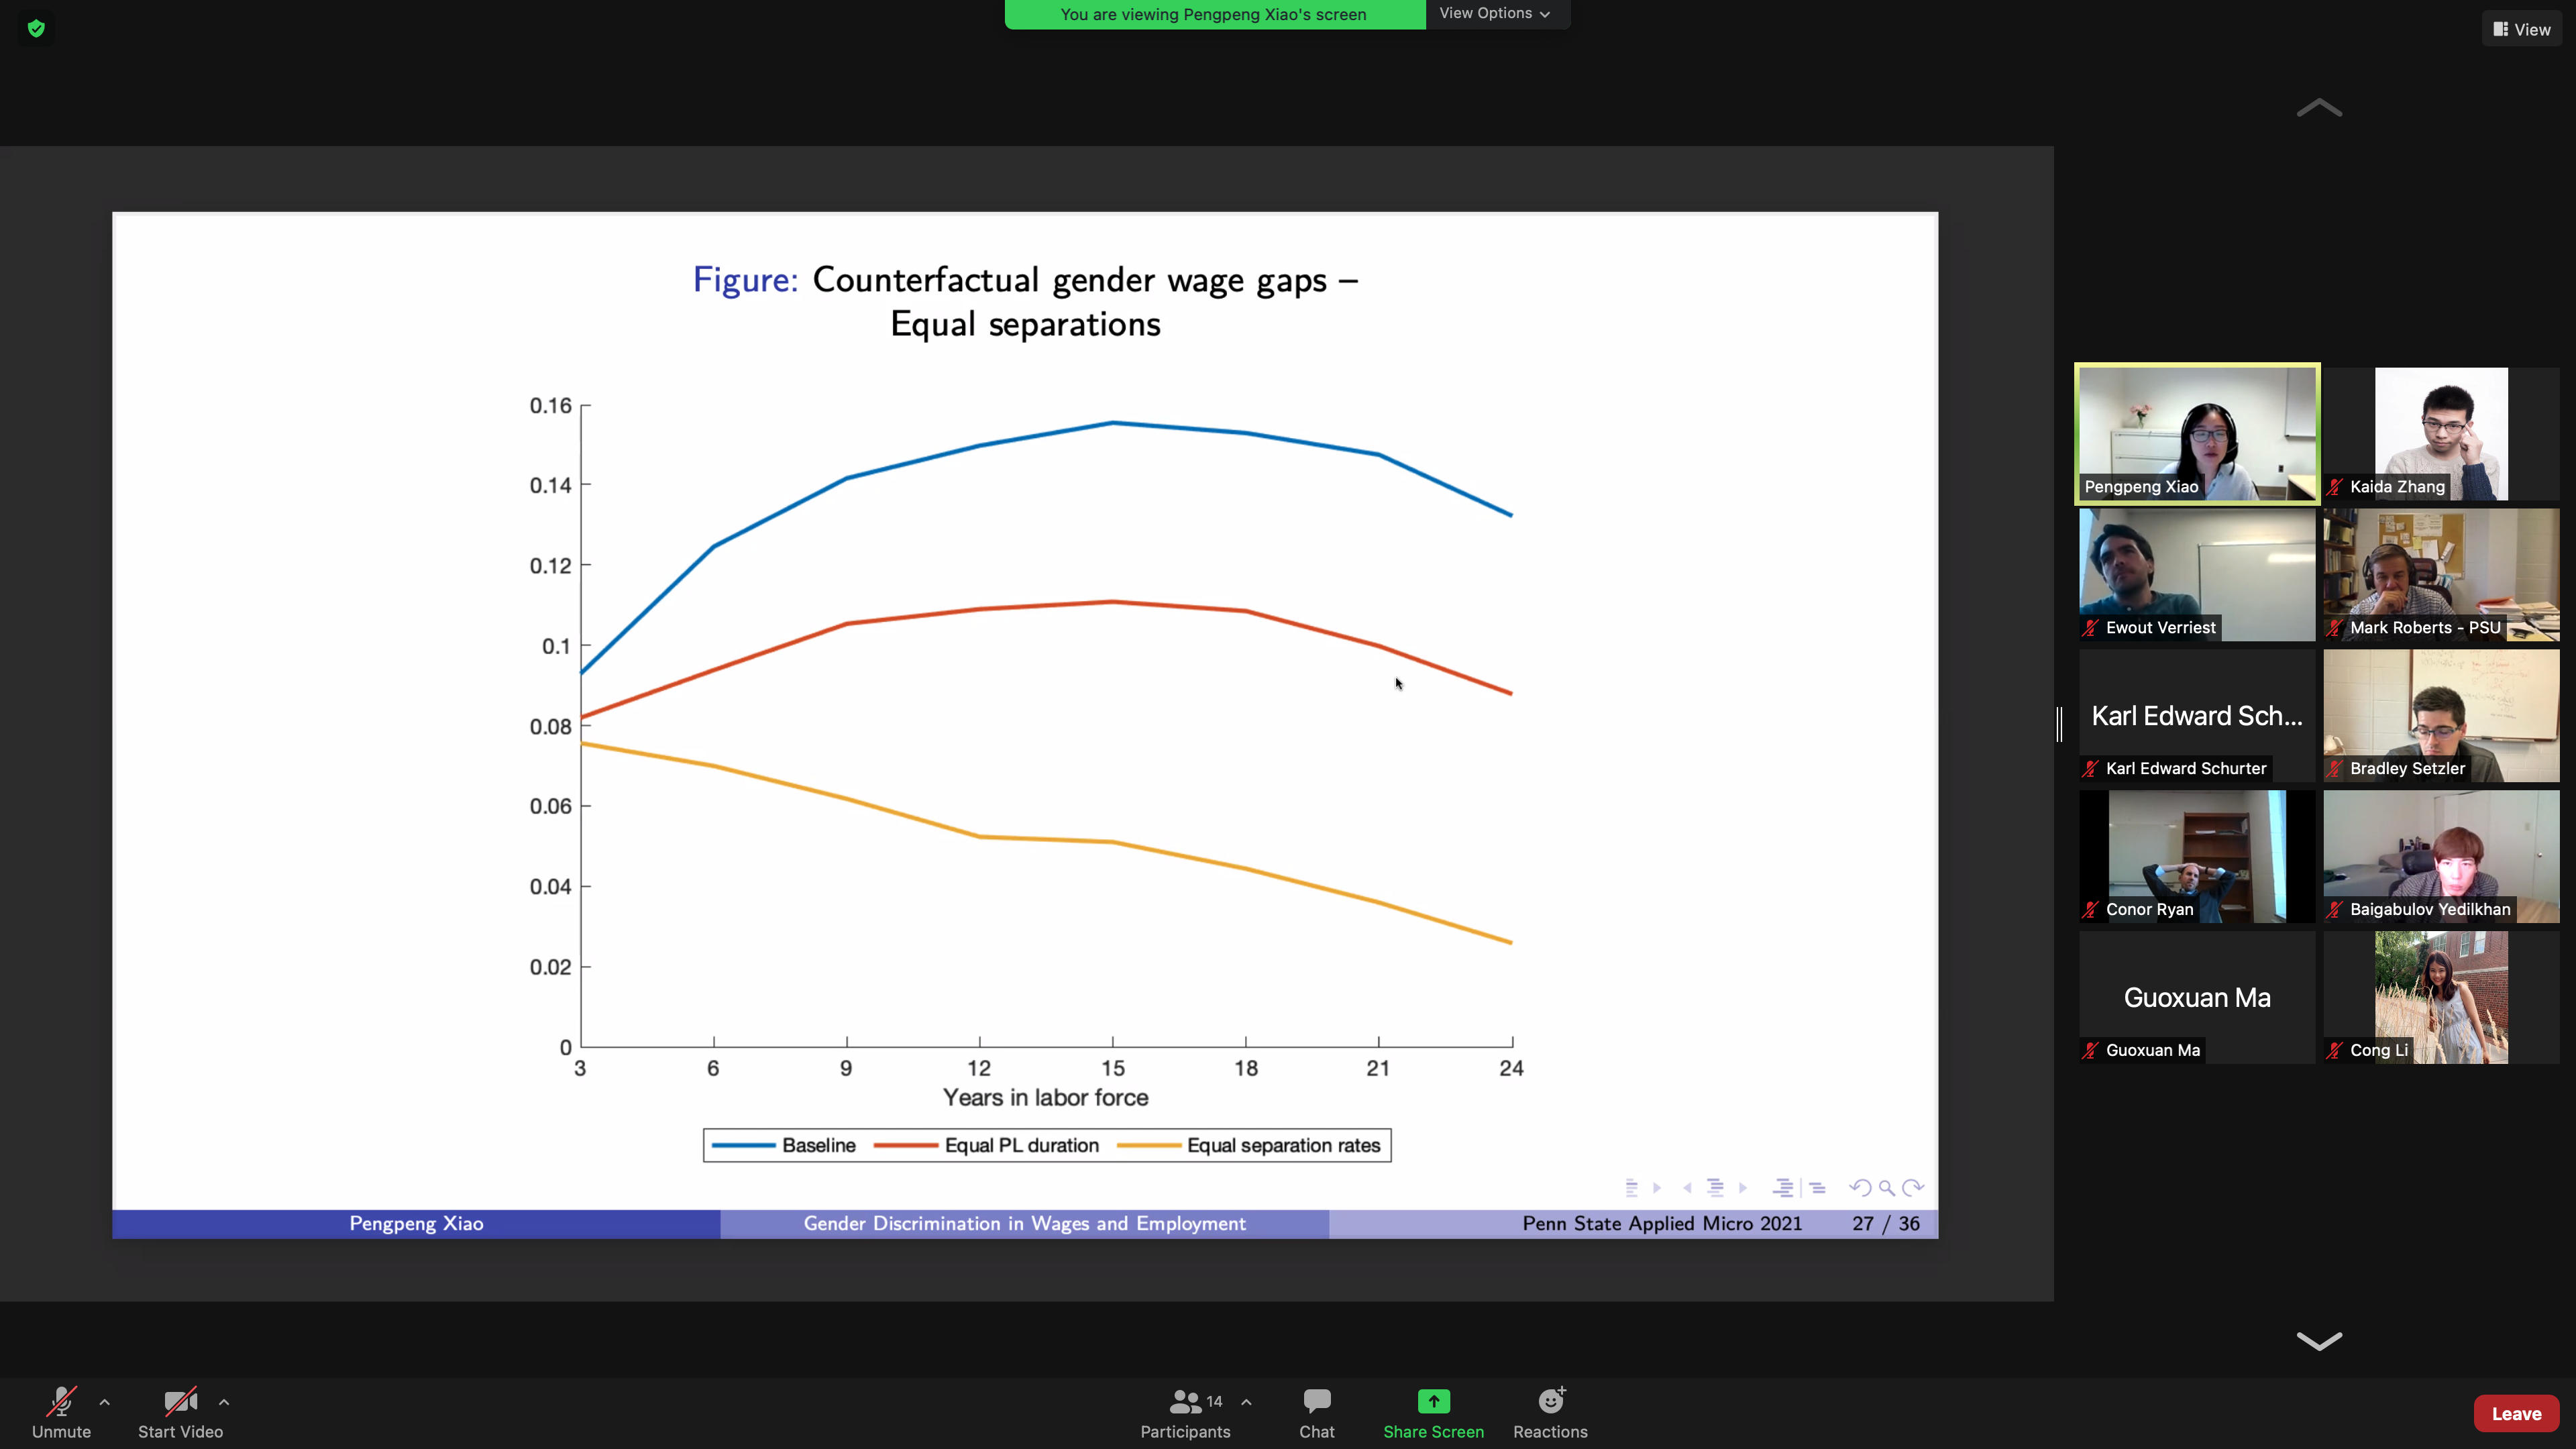 You are viewing Pengpeng Xiao's screen
View Options
View
Figure: Counterfactual gender wage gaps –
Equal separations
0.16
0.14
0.12
0.1
0.08
0.06
0.04
0.02
0
3 6 9 12 15 18 21 24
Years in labor force
Baseline Equal PL duration Equal separation rates
Pengpeng Xiao Gender Discrimination in Wages and Employment Penn State Applied Micro 2021 27 / 36
Pengpeng Xiao
Kaida Zhang
Ewout Verriest
Mark Roberts - PSU
Karl Edward Sch...
Karl Edward Schurter
Bradley Setzler
Conor Ryan
Baigabulov Yedilkhan
Guoxuan Ma
Guoxuan Ma
Cong Li
Unmute
Start Video
14
Participants
Chat
Share Screen
Reactions
Leave